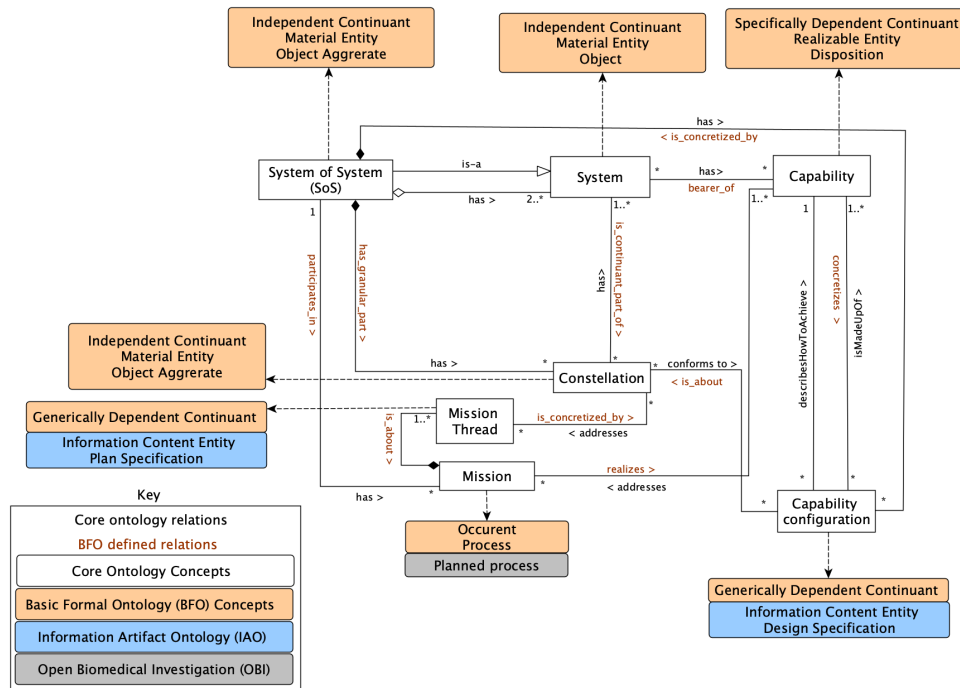 Independent Continuant
Material Entity
Object Aggrerate
Independent Continuant
Material Entity
Object
Specifically Dependent Continuant
Realizable Entity
Disposition
has >
< is_concretized_by
System of System
(SoS)
is-a
has >
2..*
System
*
has>
bearer_of
*
Capability
1
1..*
1..*
1
1..*
participates_in >
has_granular_part >
has>
is_continuant_part_of >
describesHowToAchieve >
concretizes >
isMadeUpOf >
Independent Continuant
Material Entity
Object Aggrerate
has >
*
*
Constellation
*
conforms to >
< is_about
*
Generically Dependent Continuant
Information Content Entity
Plan Specification
is_about >
1..*
Mission
Thread
*
is_concretized_by >
< addresses
Mission
has >
*
*
realizes >
< addresses
*
*
*
*
Capability
configuration
Occurent
Process
Planned process
Generically Dependent Continuant
Information Content Entity
Design Specification
Key
Core ontology relations
BFO defined relations
Core Ontology Concepts
Basic Formal Ontology (BFO) Concepts
Information Artifact Ontology (IAO)
Open Biomedical Investigation (OBI)